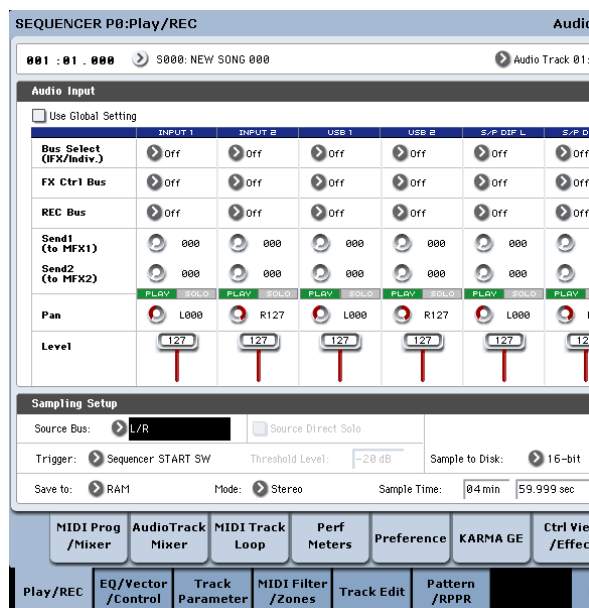 SEQUENCER P0:Play/REC Audio
001 :01 . 000 S000: NEW SONG 000 Audio Track 01:
Audio Input
Use Global Setting
INPUT 1 INPUT 2 USB 1 USB 2 S/P DIF L S/P D
Bus Select (IFX/Indiv.) Off Off Off Off Off Off
FX Ctrl Bus Off Off Off Off Off Off
REC Bus Off Off Off Off Off Off
Send1 (to MFX1) 000 000 000 000 000
Send2 (to MFX2) 000 000 000 000 000
PLAY SOLO PLAY SOLO PLAY SOLO PLAY SOLO PLAY SOLO PLAY
Pan L000 R127 L000 R127 L000
Level 127 127 127 127 127 12
Sampling Setup
Source Bus: L/R Source Direct Solo
Trigger: Sequencer START SW Threshold Level: -20 dB Sample to Disk: 16-bit
Save to: RAM Mode: Stereo Sample Time: 04 min 59.999 sec
MIDI Prog /Mixer AudioTrack Mixer MIDI Track Loop Perf Meters Preference KARMA GE Ctrl Vie /Effec
Play/REC EQ/Vector /Control Track Parameter MIDI Filter /Zones Track Edit Pattern /RPPR